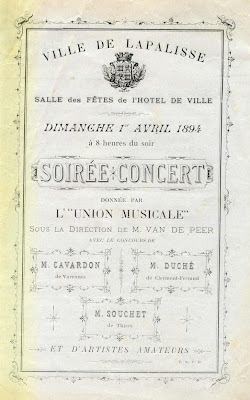 VILLE DE LAPALISSE
SALLE des FÊTES de l'HOTEL DE VILLE
DIMANCHE 1er AVRIL 1894
à 8 heures du soir
SOIRÉE-CONCERT
DONNÉE PAR
L'"UNION MUSICALE"
SOUS LA DIRECTION DE M. VAN DE PEER
AVEC LE CONCOURS DE
M. CAVARDON
de Varennes
M. DUCHÉ
de Clermont-Ferrand
M. SOUCHET
de Thiers
ET D'ARTISTES AMATEURS